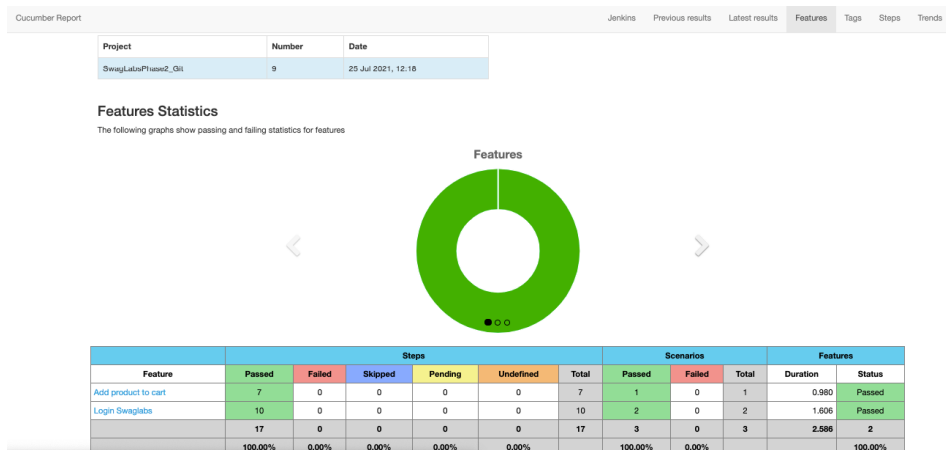 Cucumber Report Jenkins Previous results Latest results Features Tags Steps Trends
Project Number Date
SwayLabsPhase2_Git 9 25 Jul 2021, 12:18
Features Statistics
The following graphs show passing and failing statistics for features
Features
Steps Scenarios Features
Feature Passed Failed Skipped Pending Undefined Total Passed Failed Total Duration Status
Add product to cart 7 0 0 0 0 7 1 0 1 0.980 Passed
Login Swaglabs 10 0 0 0 0 10 2 0 2 1.606 Passed
17 0 0 0 0 17 3 0 3 2.586 2
100.00% 0.00% 0.00% 0.00% 0.00% 100.00% 0.00% 100.00%